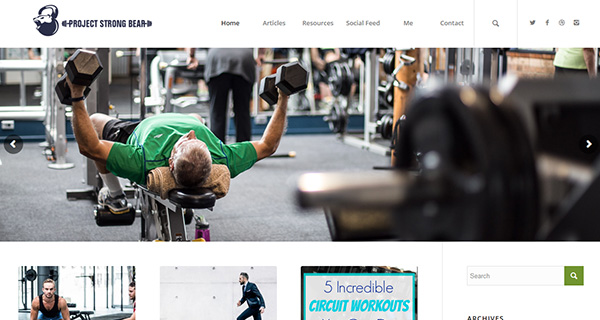 PROJECT STRONG BEAR
Home Articles Resources Social Feed Me Contact
5 Incredible
CIRCUIT WORKOUTS
Search
ARCHIVES